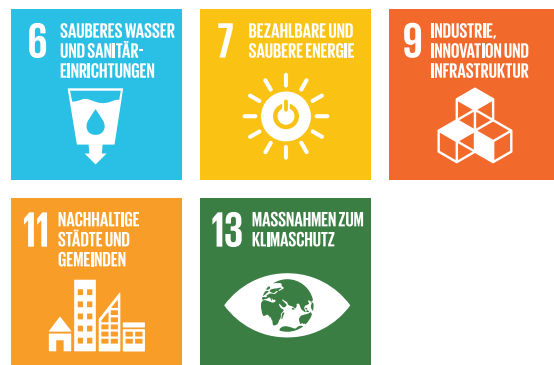 6 SAUBERES WASSER
UND SANITÄR-
EINRICHTUNGEN
7 BEZAHLBARE UND
SAUBERE ENERGIE
9 INDUSTRIE,
INNOVATION UND
INFRASTRUKTUR
11 NACHHALTIGE
STÄDTE UND
GEMEINDEN
13 MASSNAHMEN ZUM
KLIMASCHUTZ